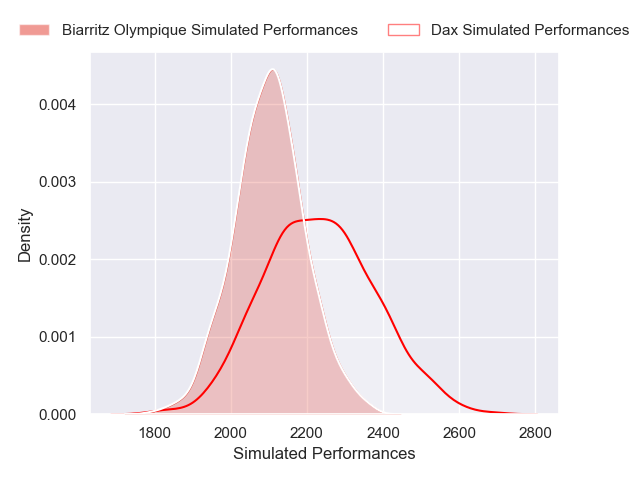 Biarritz Olympique Simulated Performances
Dax Simulated Performances
0.004
0.003
0.002
0.001
0.000
Density
1800
2000
2200
2400
2600
2800
Simulated Performances